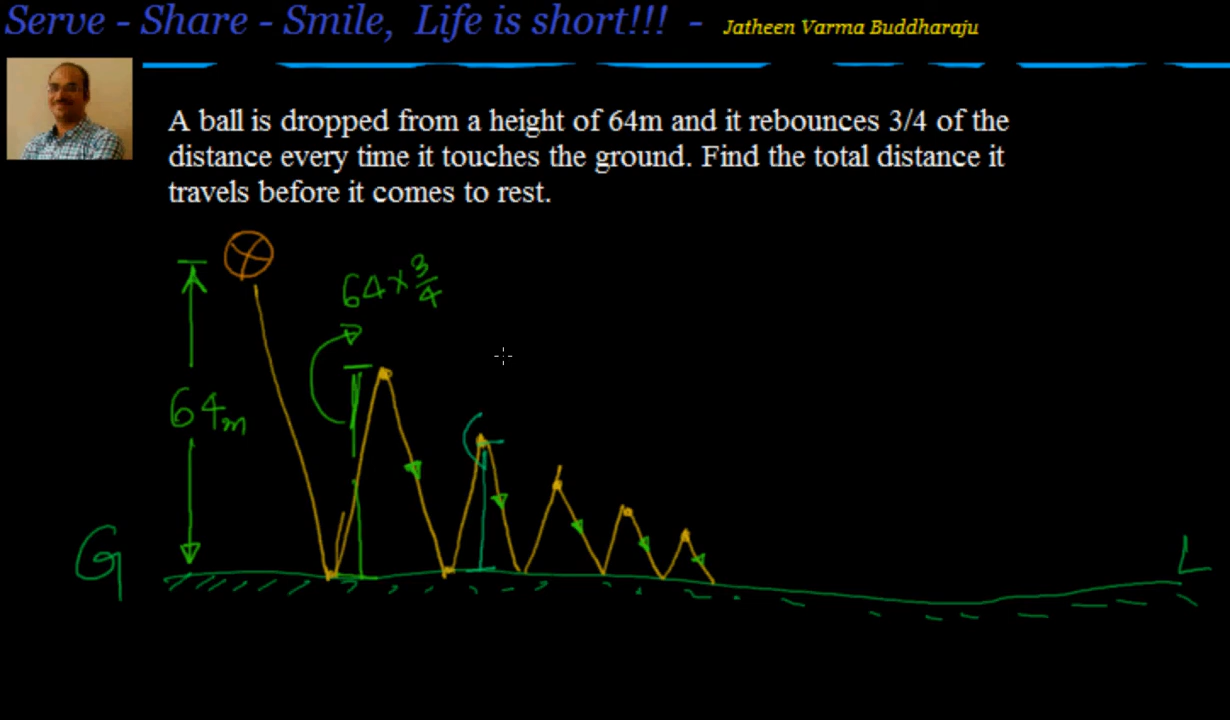 Serve - Share - Smile, Life is short!!! - Jatheen Varma Buddharaju
A ball is dropped from a height of 64m and it rebounces 3/4 of the
distance every time it touches the ground. Find the total distance it
travels before it comes to rest.
64 × 3/4
64m
G L